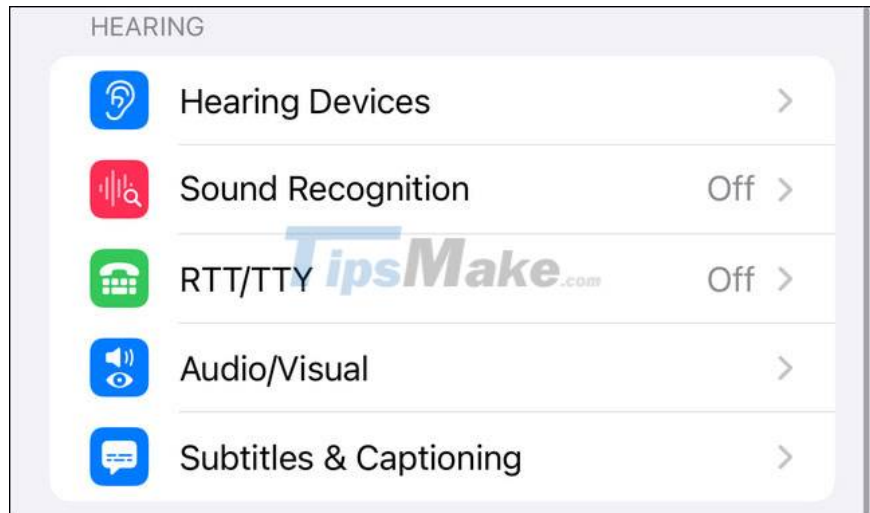 HEARING
Hearing Devices
Sound Recognition Off
TipsMake.com
RTT/TTY Off
Audio/Visual
Subtitles & Captioning